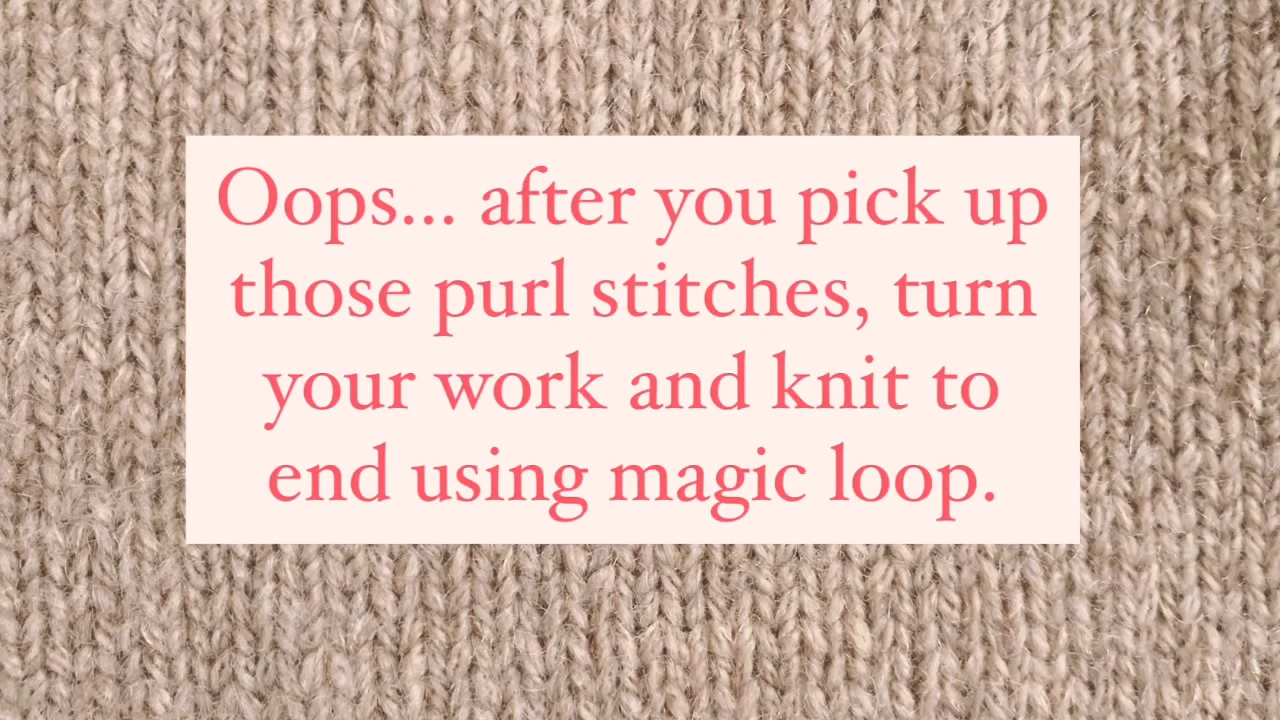 Oops... after you pick up
those purl stitches, turn
your work and knit to
end using magic loop.